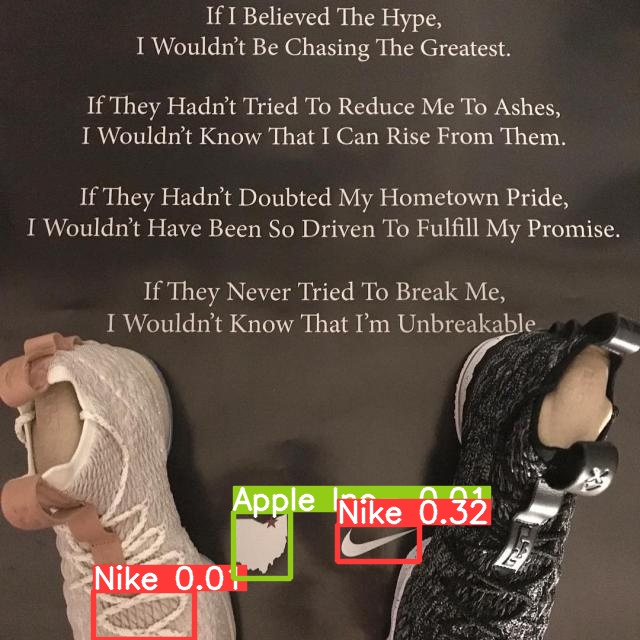 If I Believed The Hype,
I Wouldn't Be Chasing The Greatest.
If They Hadn't Tried To Reduce Me To Ashes,
I Wouldn't Know That I Can Rise From Them.
If They Hadn't Doubted My Hometown Pride,
I Wouldn't Have Been So Driven To Fulfill My Promise.
If They Never Tried To Break Me,
I Wouldn't Know That I'm Unbreakable
Apple Inc 0.01
Nike 0.32
Nike 0.01